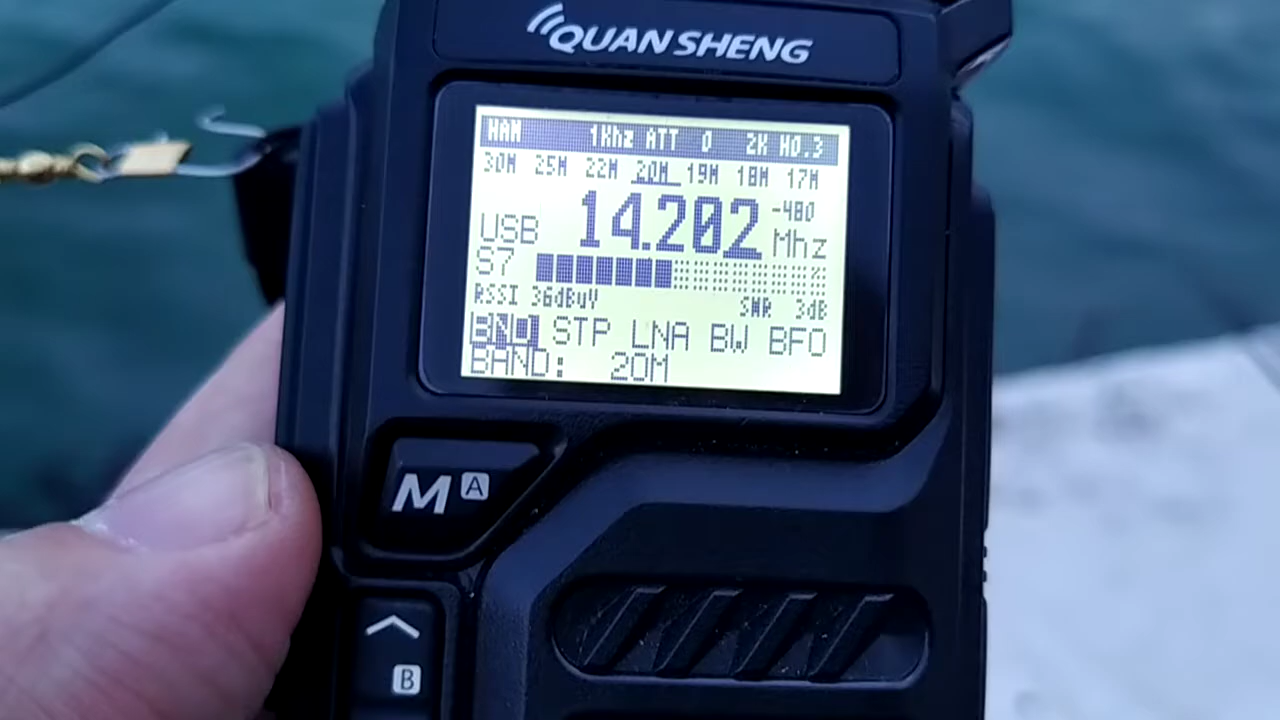 QUANSHENG
MAN 1Khz ATT 0 2K H0.3
30M 25M 22M 20M 19M 18M 17M
USB 14.202 -480 Mhz
S7
RSSI 36dBuV SNR 3dB
BND STP LNA BW BFO
BAND: 20M
M A
B